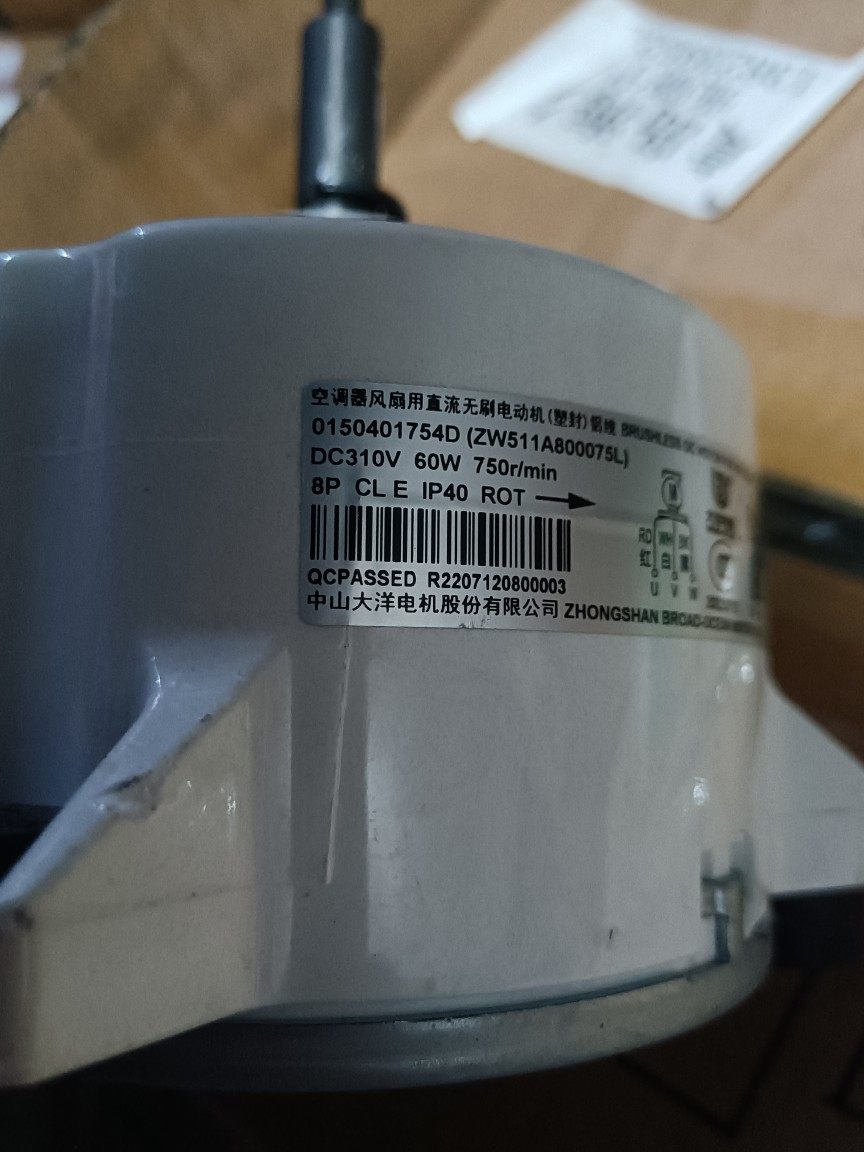 空调器风扇用直流无刷电动机(塑封)铝线 BRUSHLESS DC
0150401754D (ZW511A800075L)
DC310V 60W 750r/min
8P CL E IP40 ROT
RD WH
红 白
U V W
QCPASSED R2207120800003
中山大洋电机股份有限公司 ZHONGSHAN BROAD-OCEAN